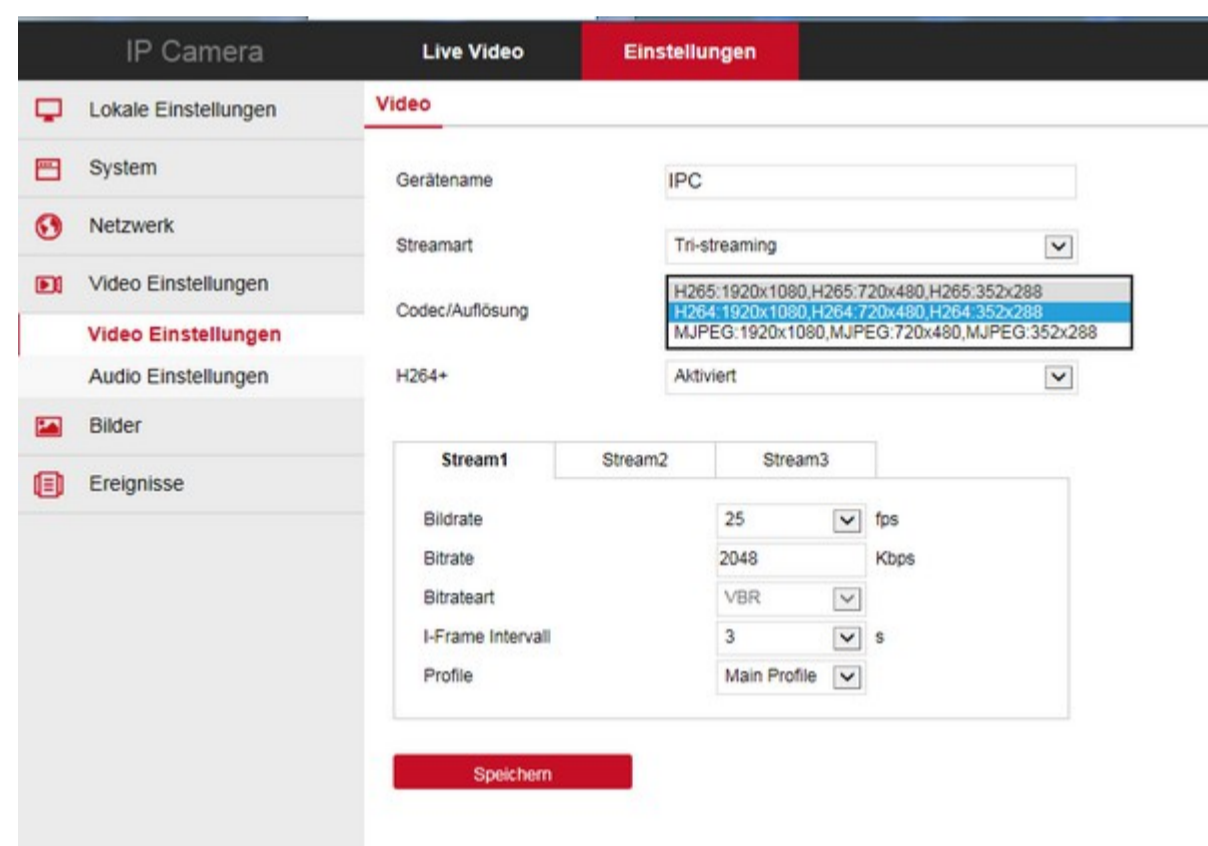 IP Camera
Live Video
Einstellungen
Lokale Einstellungen
System
Netzwerk
Video Einstellungen
Video Einstellungen
Audio Einstellungen
Bilder
Ereignisse
Video
Gerätename
IPC
Streamart
Tri-streaming
Codec/Auflösung
H265:1920x1080,H265:720x480,H265:352x288
H264:1920x1080,H264:720x480,H264:352x288
MJPEG:1920x1080,MJPEG:720x480,MJPEG:352x288
H264+
Aktiviert
Stream1
Stream2
Stream3
Bildrate
25
fps
Bitrate
2048
Kbps
Bitrateart
VBR
I-Frame Intervall
3
s
Profile
Main Profile
Speichern